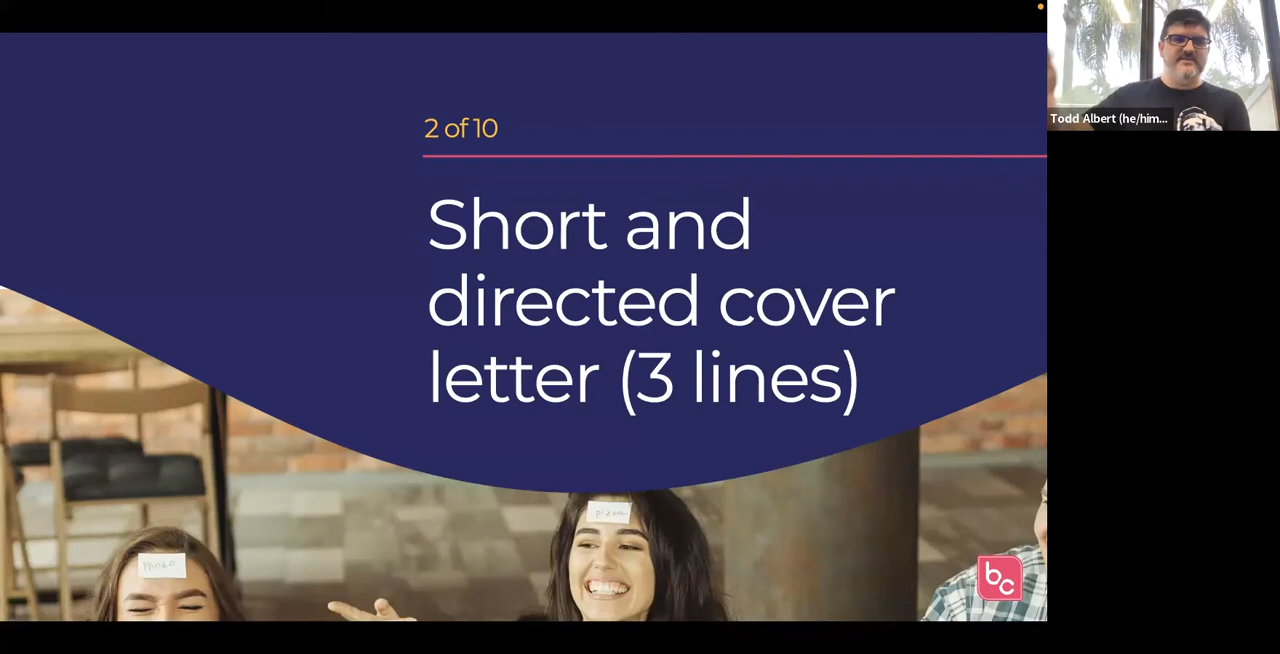 2 of 10
Short and
directed cover
letter (3 lines)
Todd Albert (he/him...
bc